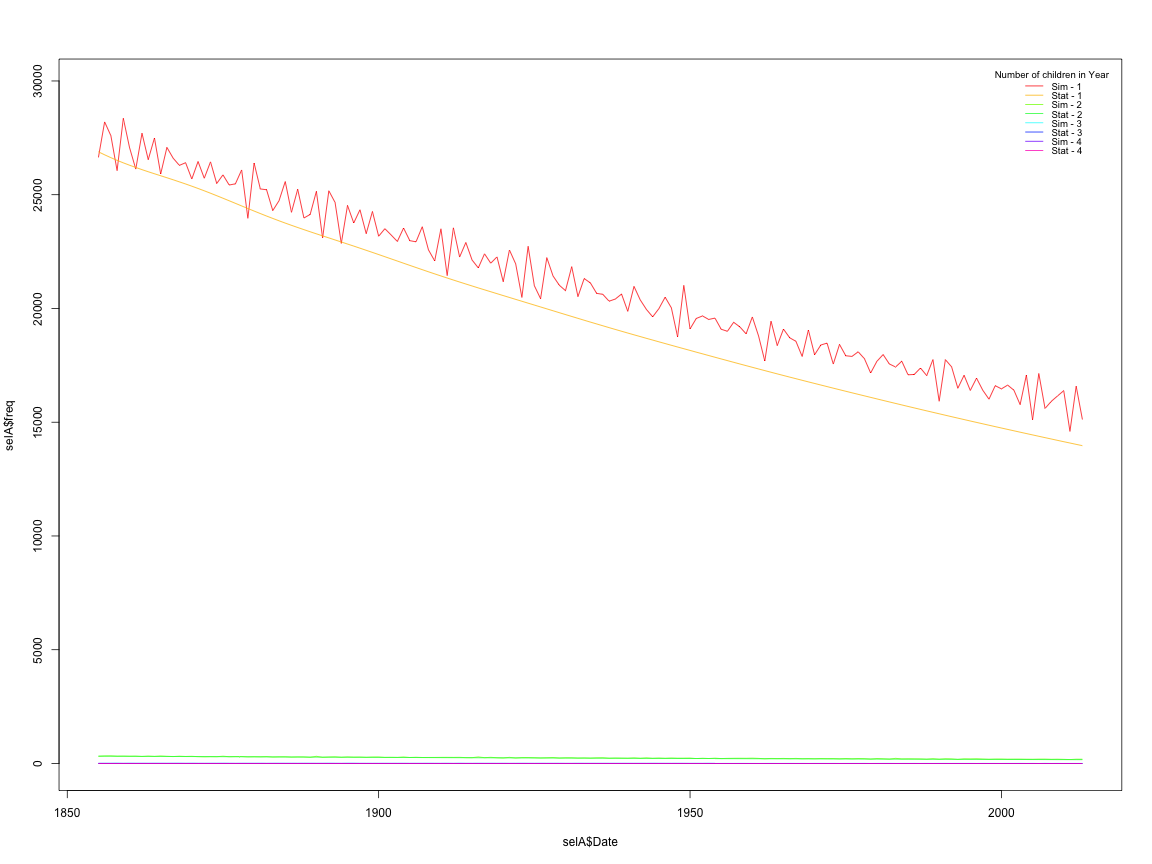 Number of children in Year
Sim - 1
Stat - 1
Sim - 2
Stat - 2
Sim - 3
Stat - 3
Sim - 4
Stat - 4
30000
25000
20000
15000
10000
5000
0
selA$freq
1850 1900 1950 2000
selA$Date